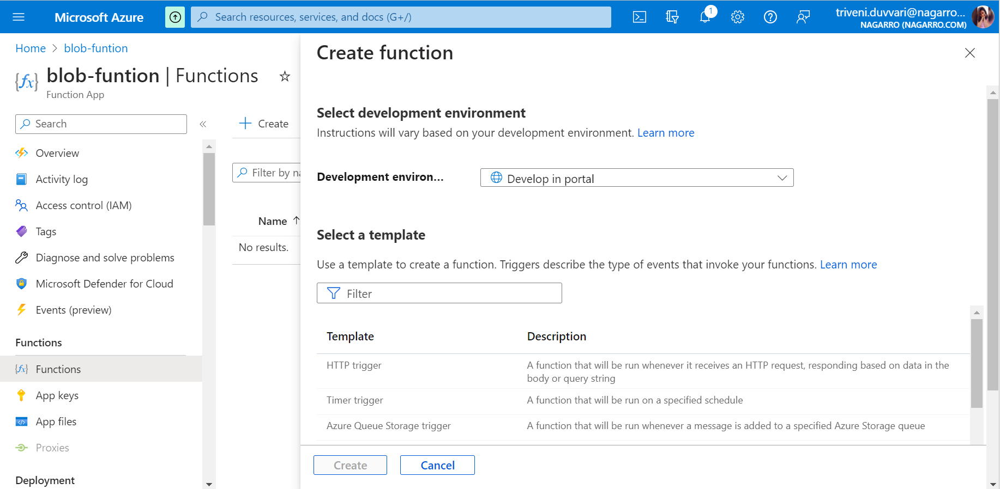 Microsoft Azure
Search resources, services, and docs (G+/)
1
triveni.duvvari@nagarro...
NAGARRO (NAGARRO.COM)
Home > blob-funtion
blob-funtion | Functions
Function App
Search
«
Overview
Activity log
Access control (IAM)
Tags
Diagnose and solve problems
Microsoft Defender for Cloud
Events (preview)
Functions
{fx} Functions
App keys
App files
Proxies
Deployment
+ Create
Filter by na
Name ↑
No results.
Create function
Select development environment
Instructions will vary based on your development environment. Learn more
Development environ...
Develop in portal
Select a template
Use a template to create a function. Triggers describe the type of events that invoke your functions. Learn more
Filter
Template Description
HTTP trigger A function that will be run whenever it receives an HTTP request, responding based on data in the
body or query string
Timer trigger A function that will be run on a specified schedule
Azure Queue Storage trigger A function that will be run whenever a message is added to a specified Azure Storage queue
Create Cancel